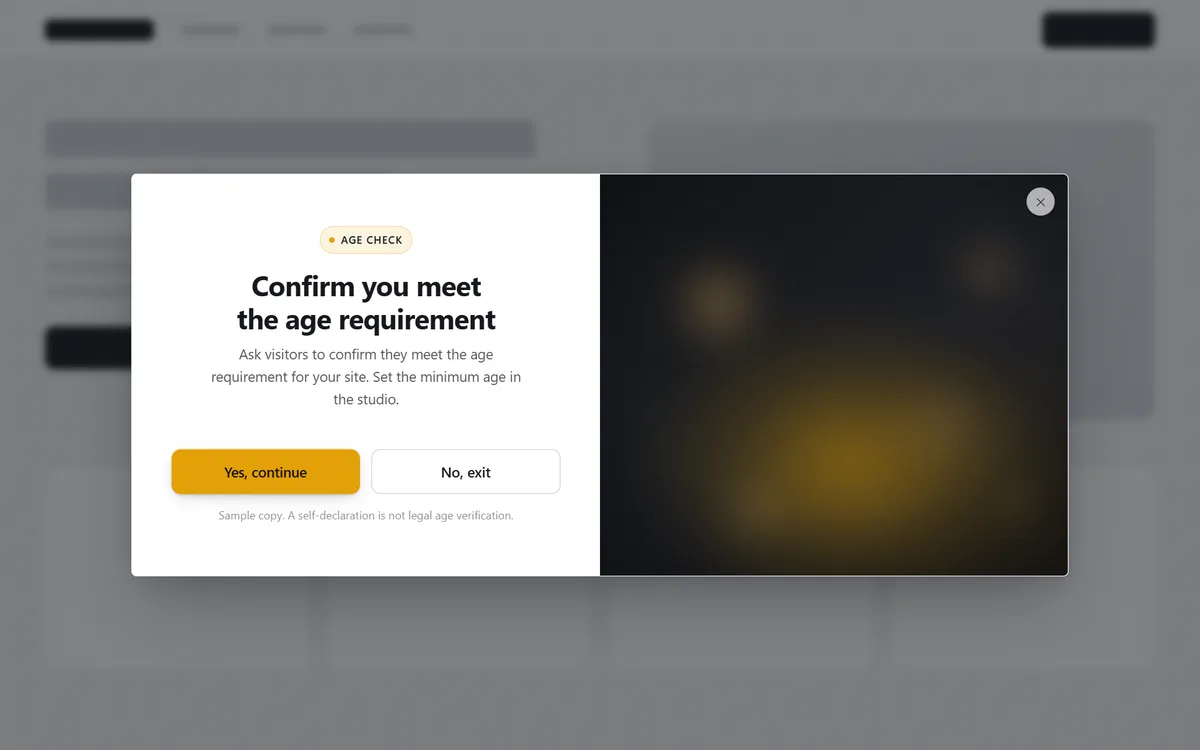 AGE CHECK
Confirm you meet
the age requirement
Ask visitors to confirm they meet the age
requirement for your site. Set the minimum age in
the studio.
Yes, continue
No, exit
Sample copy. A self-declaration is not legal age verification.